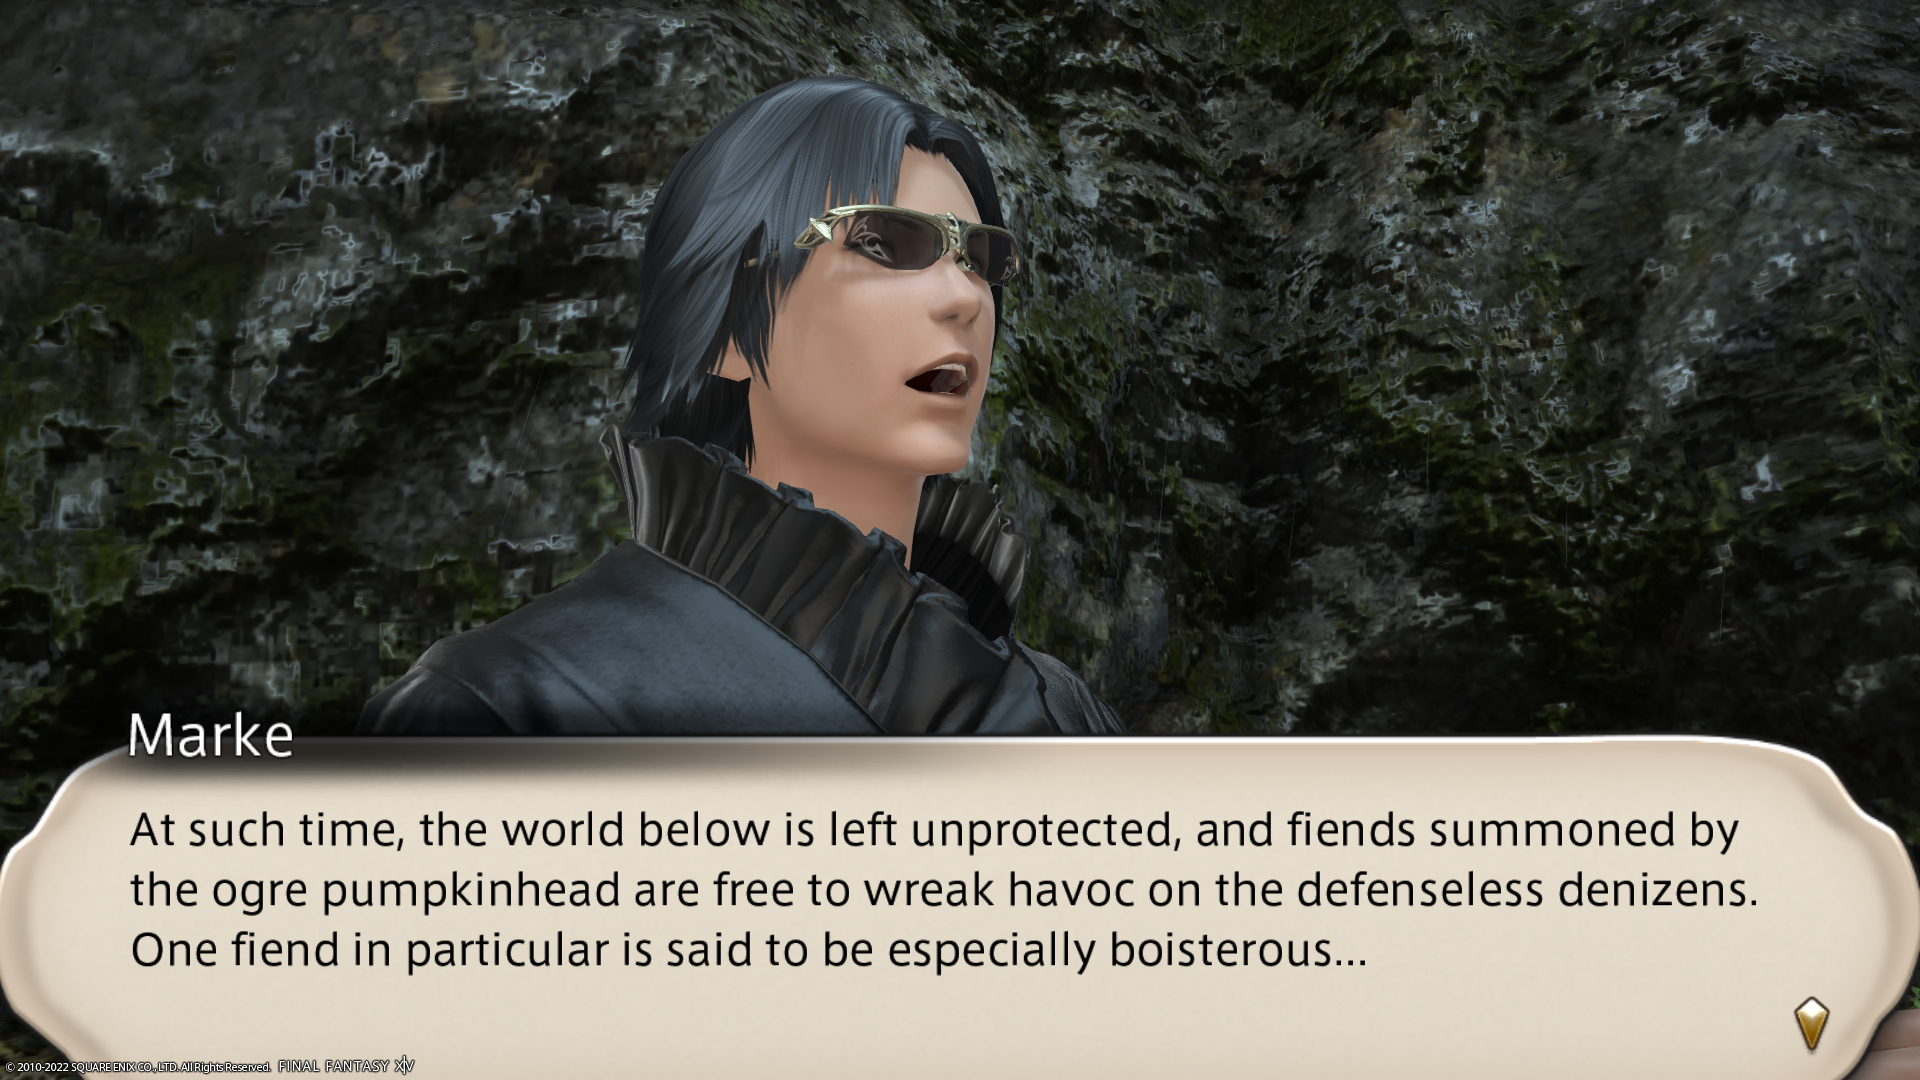 Marke
At such time, the world below is left unprotected, and fiends summoned by
the ogre pumpkinhead are free to wreak havoc on the defenseless denizens.
One fiend in particular is said to be especially boisterous...
© 2010-2022 SQUARE ENIX CO., LTD. All Rights Reserved. FINAL FANTASY XIV